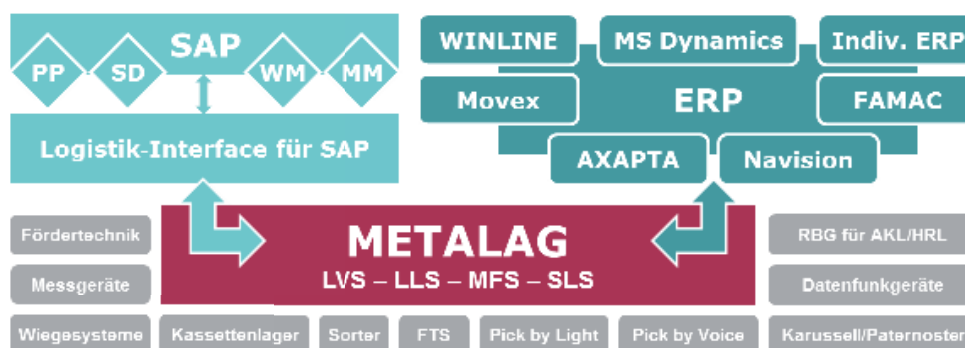 SAP
PP
SD
WM
MM
Logistik-Interface für SAP
WINLINE
MS Dynamics
Indiv. ERP
Movex
ERP
FAMAC
AXAPTA
Navision
METALAG
LVS – LLS – MFS – SLS
Fördertechnik
Messgeräte
RBG für AKL/HRL
Datenfunkgeräte
Wiegesysteme
Kassettenlager
Sorter
FTS
Pick by Light
Pick by Voice
Karussell/Paternoster